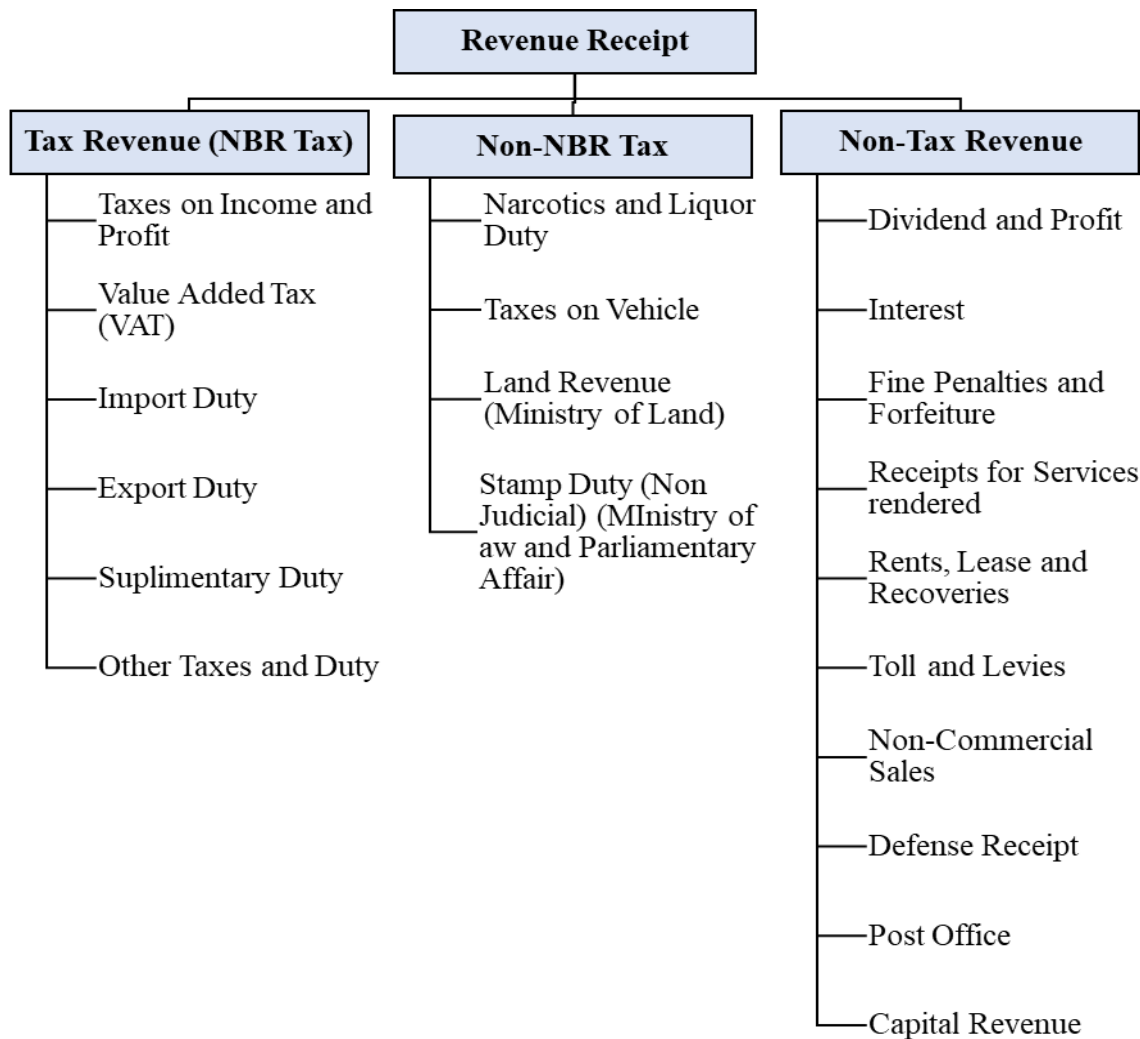 Revenue Receipt
Tax Revenue (NBR Tax)
Taxes on Income and
Profit
Value Added Tax
(VAT)
Import Duty
Export Duty
Suplimentary Duty
Other Taxes and Duty
Non-NBR Tax
Narcotics and Liquor
Duty
Taxes on Vehicle
Land Revenue
(Ministry of Land)
Stamp Duty (Non
Judicial) (MInistry of
aw and Parliamentary
Affair)
Non-Tax Revenue
Dividend and Profit
Interest
Fine Penalties and
Forfeiture
Receipts for Services
rendered
Rents, Lease and
Recoveries
Toll and Levies
Non-Commercial
Sales
Defense Receipt
Post Office
Capital Revenue